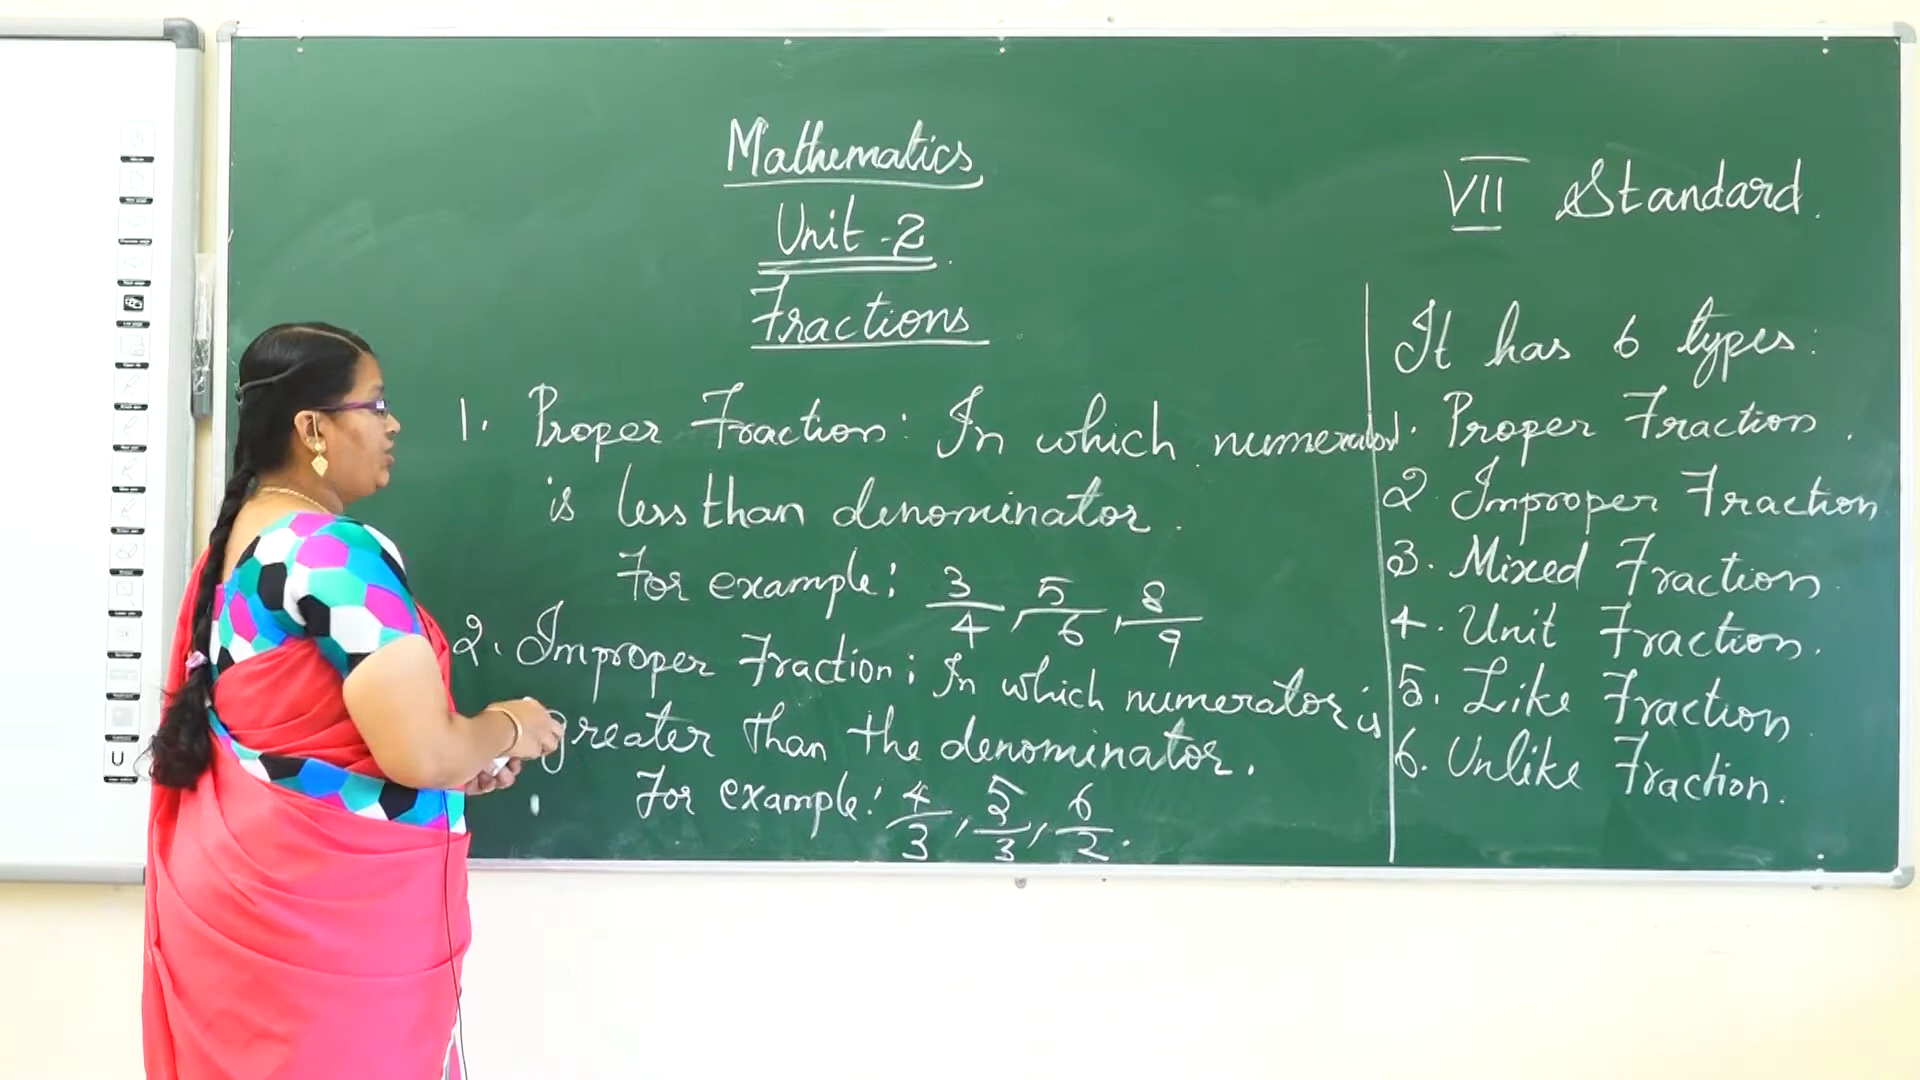 Mathematics
Unit - 2
Fractions
VII Standard.
1. Proper Fraction: In which numerator
is less than denominator.
For example: 3/4, 5/6, 8/9
2. Improper Fraction: In which numerator is
greater than the denominator.
For example: 4/3, 5/3, 6/2.
It has 6 types:
1. Proper Fraction.
2. Improper Fraction
3. Mixed Fraction.
4. Unit Fraction.
5. Like Fraction.
6. Unlike Fraction.
U